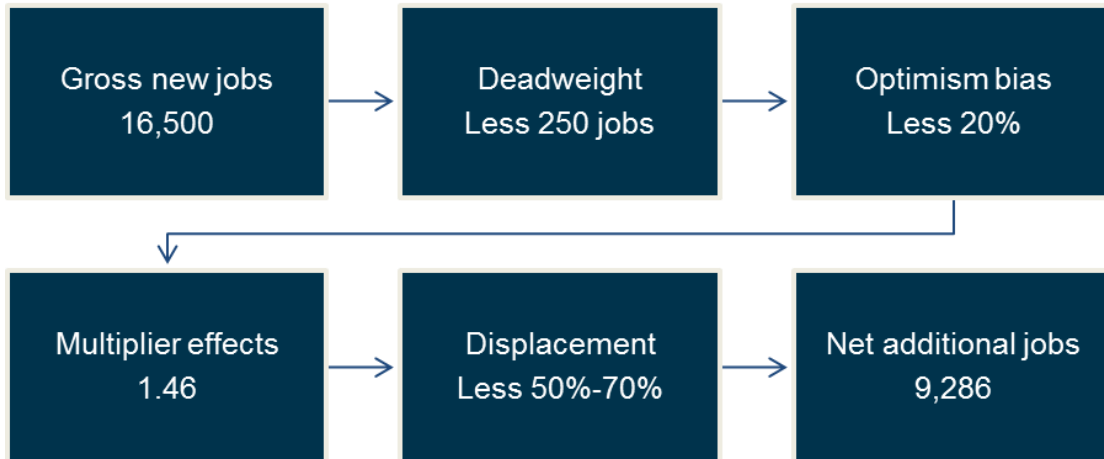 Gross new jobs
16,500
Deadweight
Less 250 jobs
Optimism bias
Less 20%
Multiplier effects
1.46
Displacement
Less 50%-70%
Net additional jobs
9,286